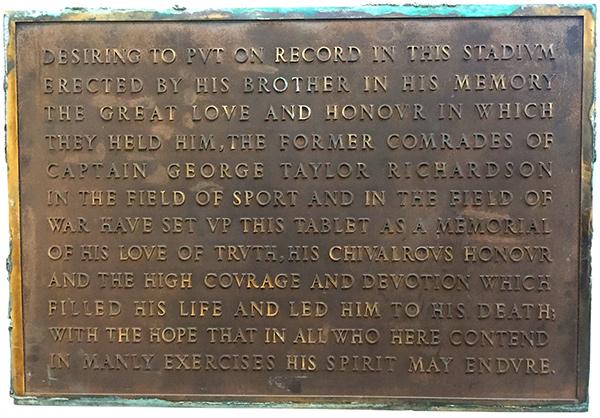 DESIRING TO PVT ON RECORD IN THIS STADIVM
ERECTED BY HIS BROTHER IN HIS MEMORY
THE GREAT LOVE AND HONOVR IN WHICH
THEY HELD HIM, THE FORMER COMRADES OF
CAPTAIN GEORGE TAYLOR RICHARDSON
IN THE FIELD OF SPORT AND IN THE FIELD OF
WAR HAVE SET VP THIS TABLET AS A MEMORIAL
OF HIS LOVE OF TRVTH, HIS CHIVALROVS HONOVR
AND THE HIGH COVRAGE AND DEVOTION WHICH
FILLED HIS LIFE AND LED HIM TO HIS DEATH;
WITH THE HOPE THAT IN ALL WHO HERE CONTEND
IN MANLY EXERCISES HIS SPIRIT MAY ENDVRE.